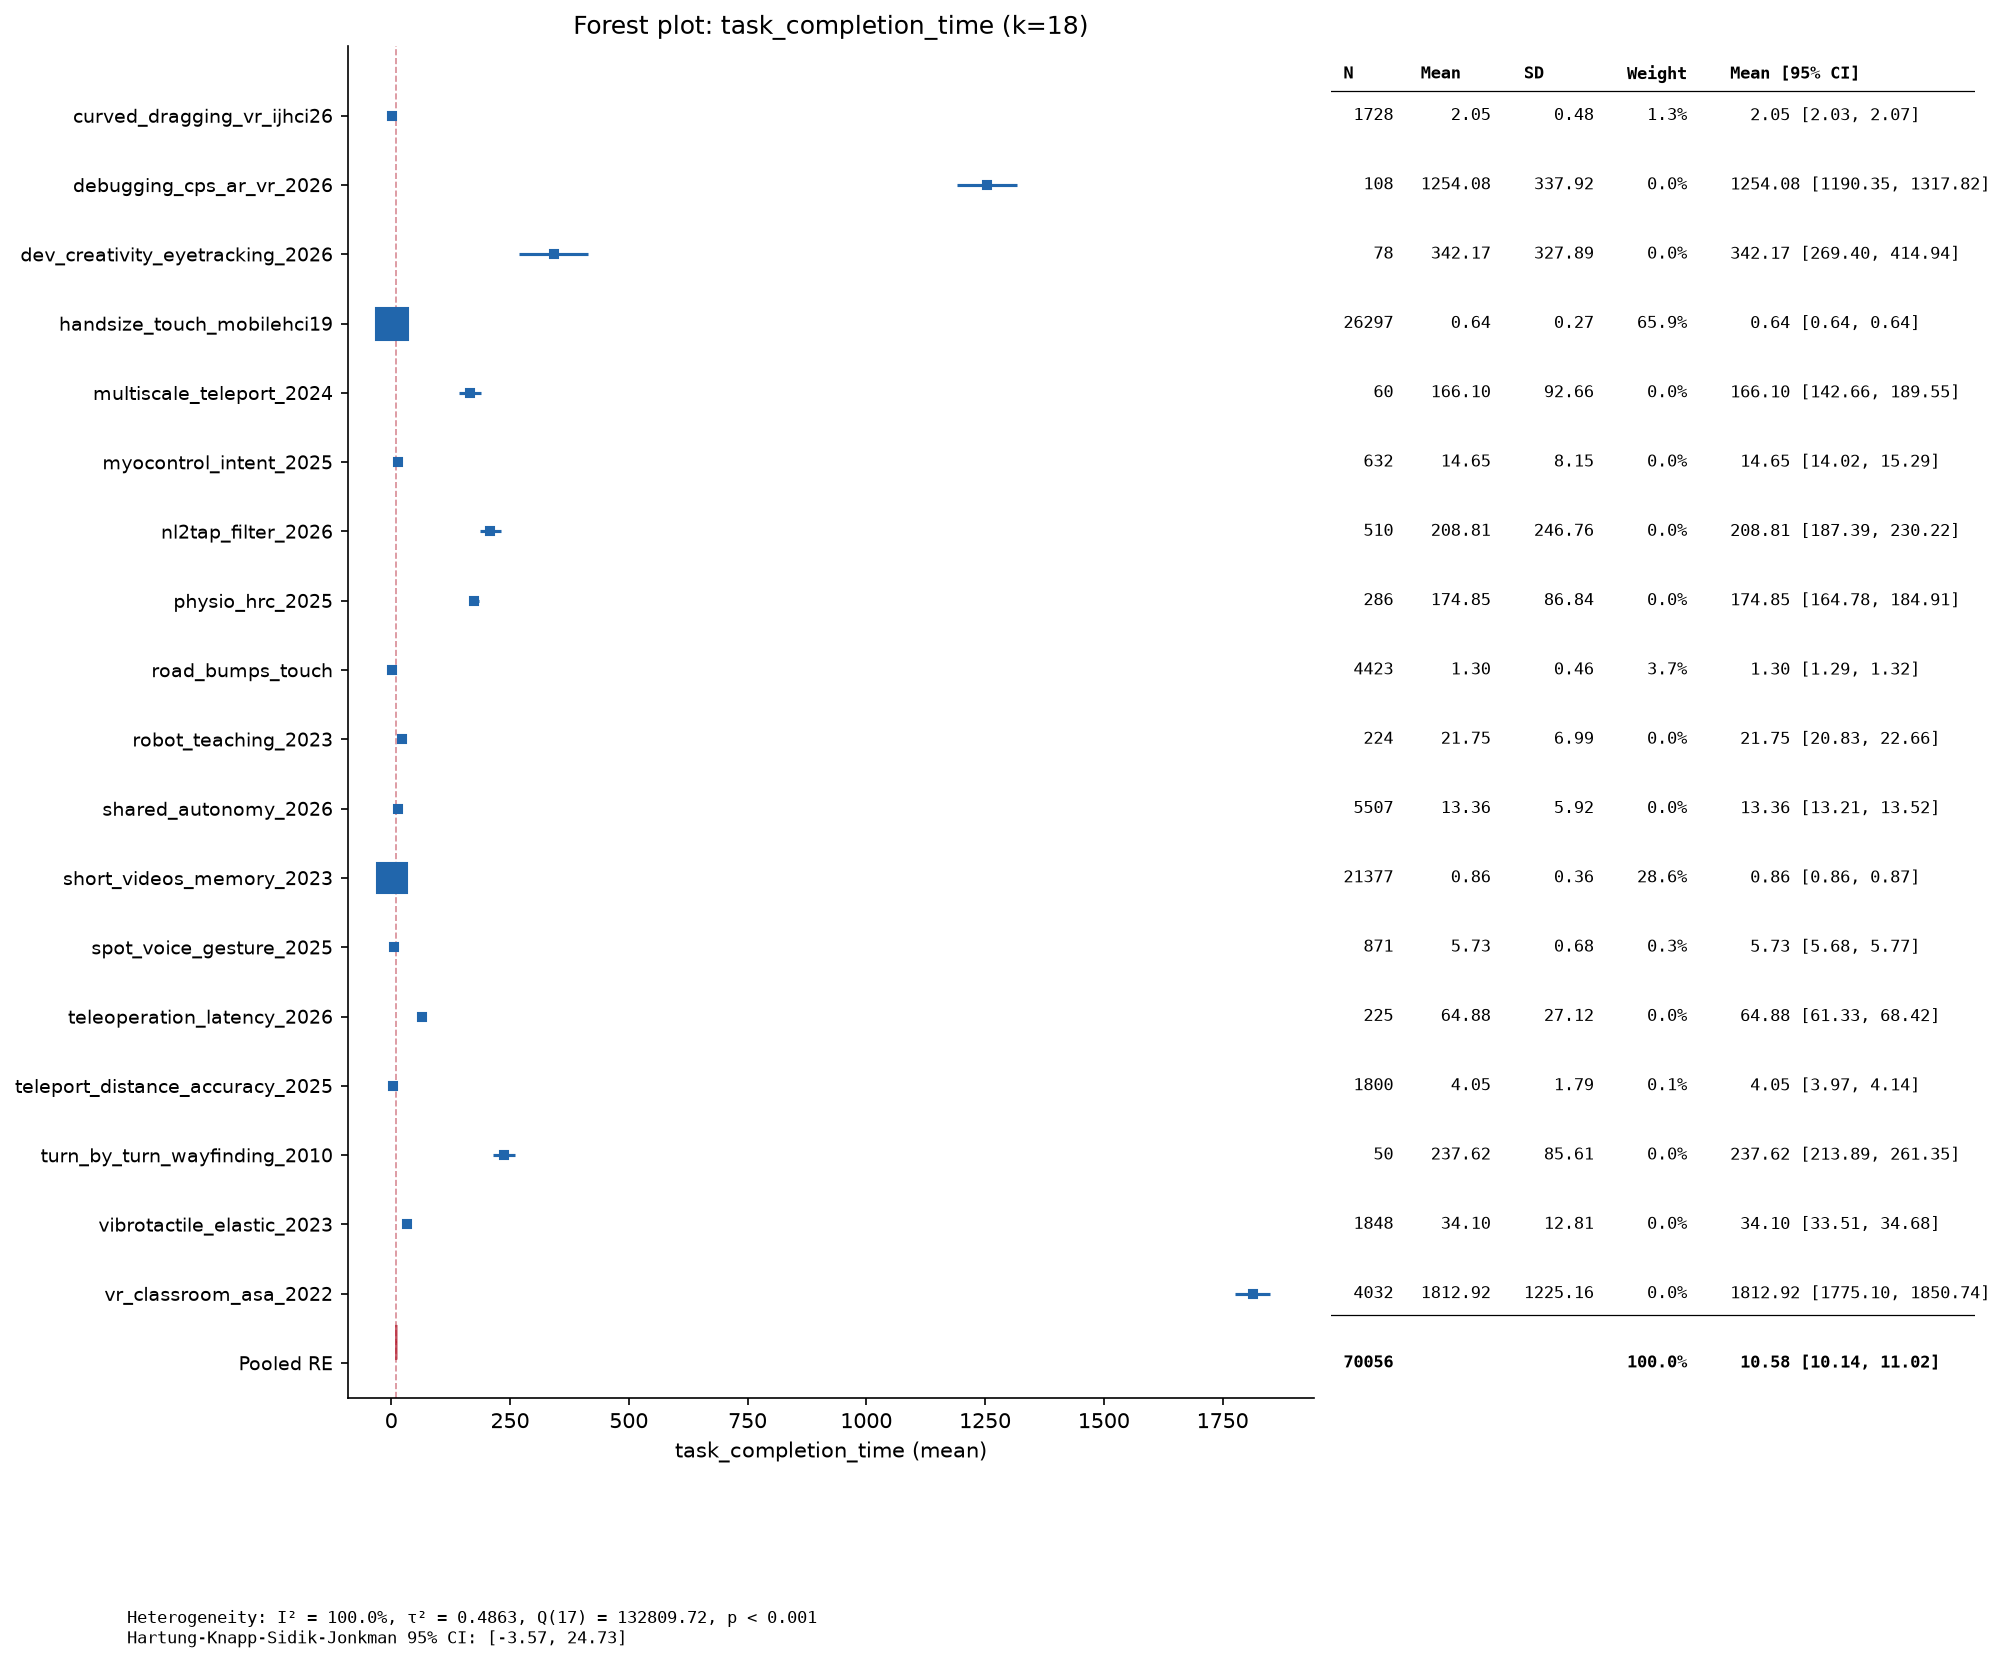 Forest plot: task_completion_time (k=18)
N Mean SD Weight Mean [95% CI]
curved_dragging_vr_ijhci26 1728 2.05 0.48 1.3% 2.05 [2.03, 2.07]
debugging_cps_ar_vr_2026 108 1254.08 337.92 0.0% 1254.08 [1190.35, 1317.82]
dev_creativity_eyetracking_2026 78 342.17 327.89 0.0% 342.17 [269.40, 414.94]
handsize_touch_mobilehci19 26297 0.64 0.27 65.9% 0.64 [0.64, 0.64]
multiscale_teleport_2024 60 166.10 92.66 0.0% 166.10 [142.66, 189.55]
myocontrol_intent_2025 632 14.65 8.15 0.0% 14.65 [14.02, 15.29]
nl2tap_filter_2026 510 208.81 246.76 0.0% 208.81 [187.39, 230.22]
physio_hrc_2025 286 174.85 86.84 0.0% 174.85 [164.78, 184.91]
road_bumps_touch 4423 1.30 0.46 3.7% 1.30 [1.29, 1.32]
robot_teaching_2023 224 21.75 6.99 0.0% 21.75 [20.83, 22.66]
shared_autonomy_2026 5507 13.36 5.92 0.0% 13.36 [13.21, 13.52]
short_videos_memory_2023 21377 0.86 0.36 28.6% 0.86 [0.86, 0.87]
spot_voice_gesture_2025 871 5.73 0.68 0.3% 5.73 [5.68, 5.77]
teleoperation_latency_2026 225 64.88 27.12 0.0% 64.88 [61.33, 68.42]
teleport_distance_accuracy_2025 1800 4.05 1.79 0.1% 4.05 [3.97, 4.14]
turn_by_turn_wayfinding_2010 50 237.62 85.61 0.0% 237.62 [213.89, 261.35]
vibrotactile_elastic_2023 1848 34.10 12.81 0.0% 34.10 [33.51, 34.68]
vr_classroom_asa_2022 4032 1812.92 1225.16 0.0% 1812.92 [1775.10, 1850.74]
Pooled RE 70056 100.0% 10.58 [10.14, 11.02]
0 250 500 750 1000 1250 1500 1750
task_completion_time (mean)
Heterogeneity: I² = 100.0%, τ² = 0.4863, Q(17) = 132809.72, p < 0.001
Hartung-Knapp-Sidik-Jonkman 95% CI: [-3.57, 24.73]